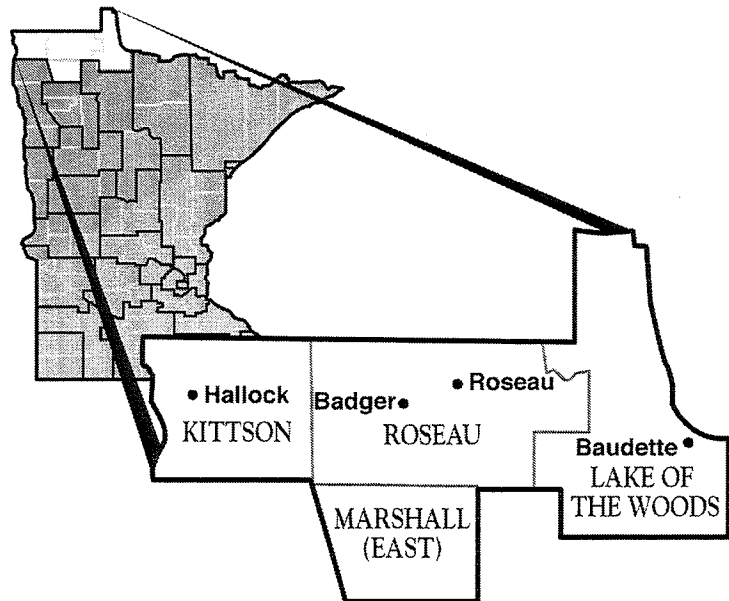 Hallock
KITTSON
Badger
Roseau
ROSEAU
Baudette
LAKE OF
THE WOODS
MARSHALL
(EAST)